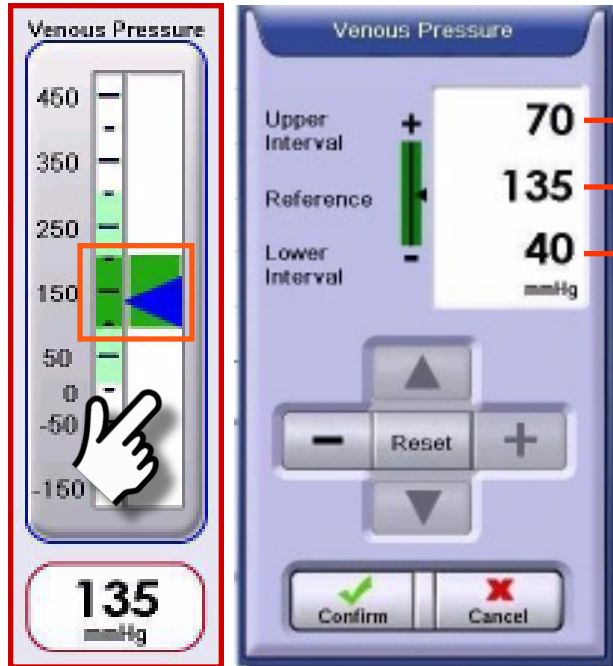 Venous Pressure
450
350
250
150
50
0
-50
-150
135
mmHg
Venous Pressure
Upper
Interval
+
70
Reference
135
Lower
Interval
-
40
mmHg
-
Reset
+
Confirm
Cancel